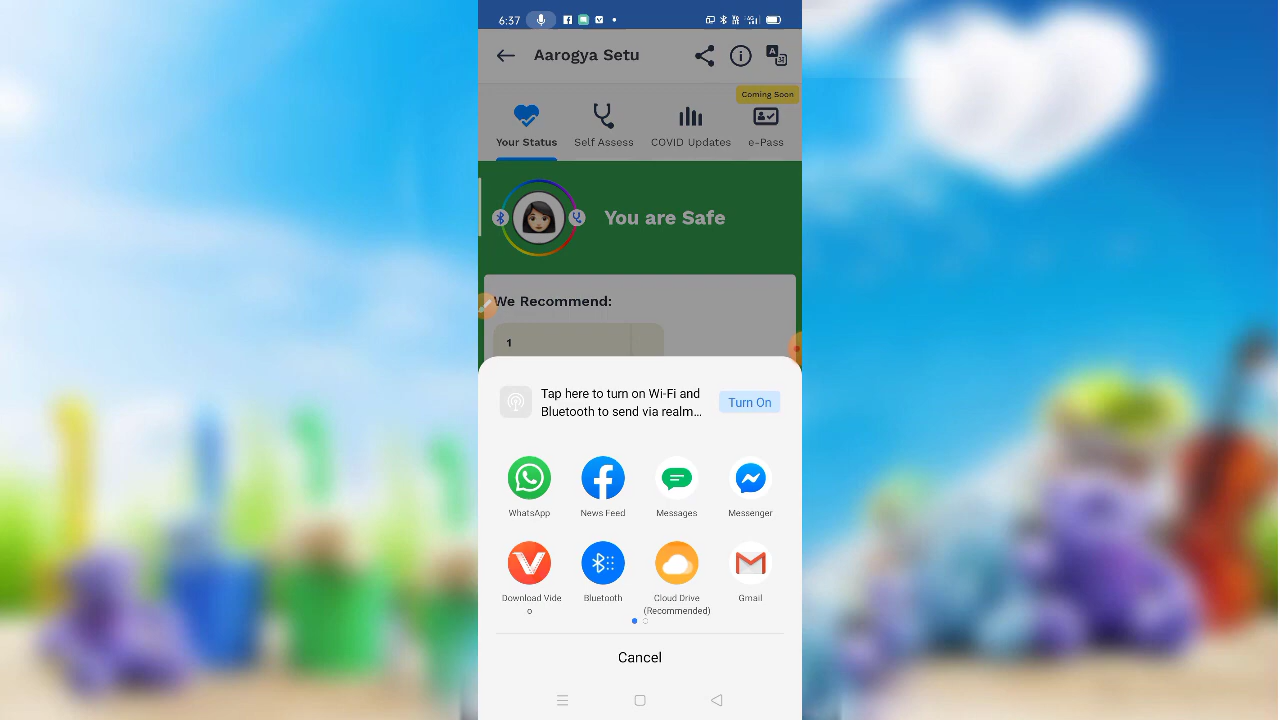 6:37
Aarogya Setu
Coming Soon
Your Status
Self Assess
COVID Updates
e-Pass
You are Safe
We Recommend:
1
Tap here to turn on Wi-Fi and
Bluetooth to send via realm...
Turn On
WhatsApp
News Feed
Messages
Messenger
Download Vide
o
Bluetooth
Cloud Drive
(Recommended)
Gmail
Cancel